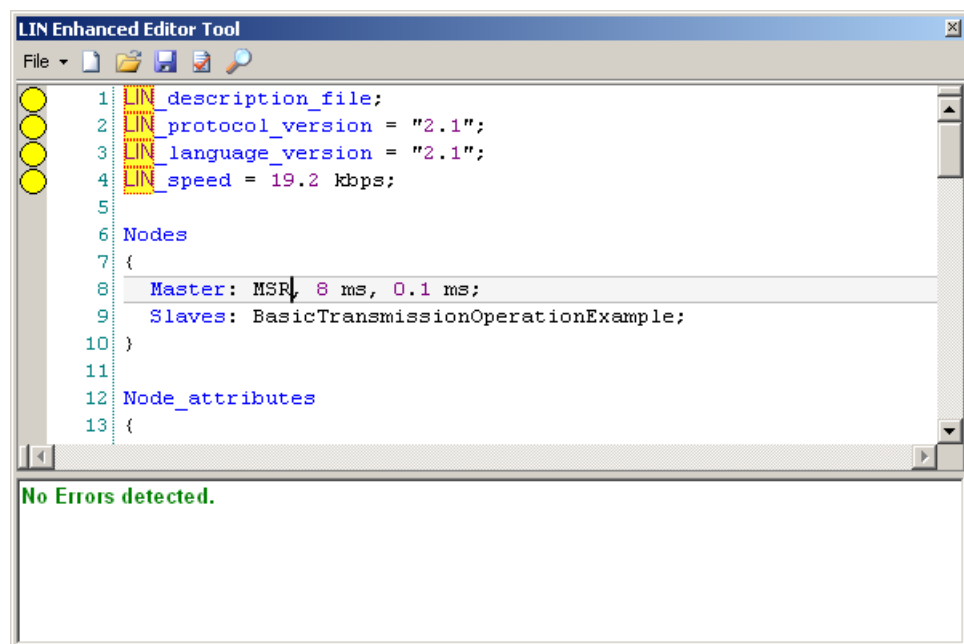 LIN Enhanced Editor Tool
File
1 LIN_description_file;
2 LIN_protocol_version = "2.1";
3 LIN_language_version = "2.1";
4 LIN_speed = 19.2 kbps;
5
6 Nodes
7 {
8 Master: MSR, 8 ms, 0.1 ms;
9 Slaves: BasicTransmissionOperationExample;
10 }
11
12 Node_attributes
13 {
No Errors detected.